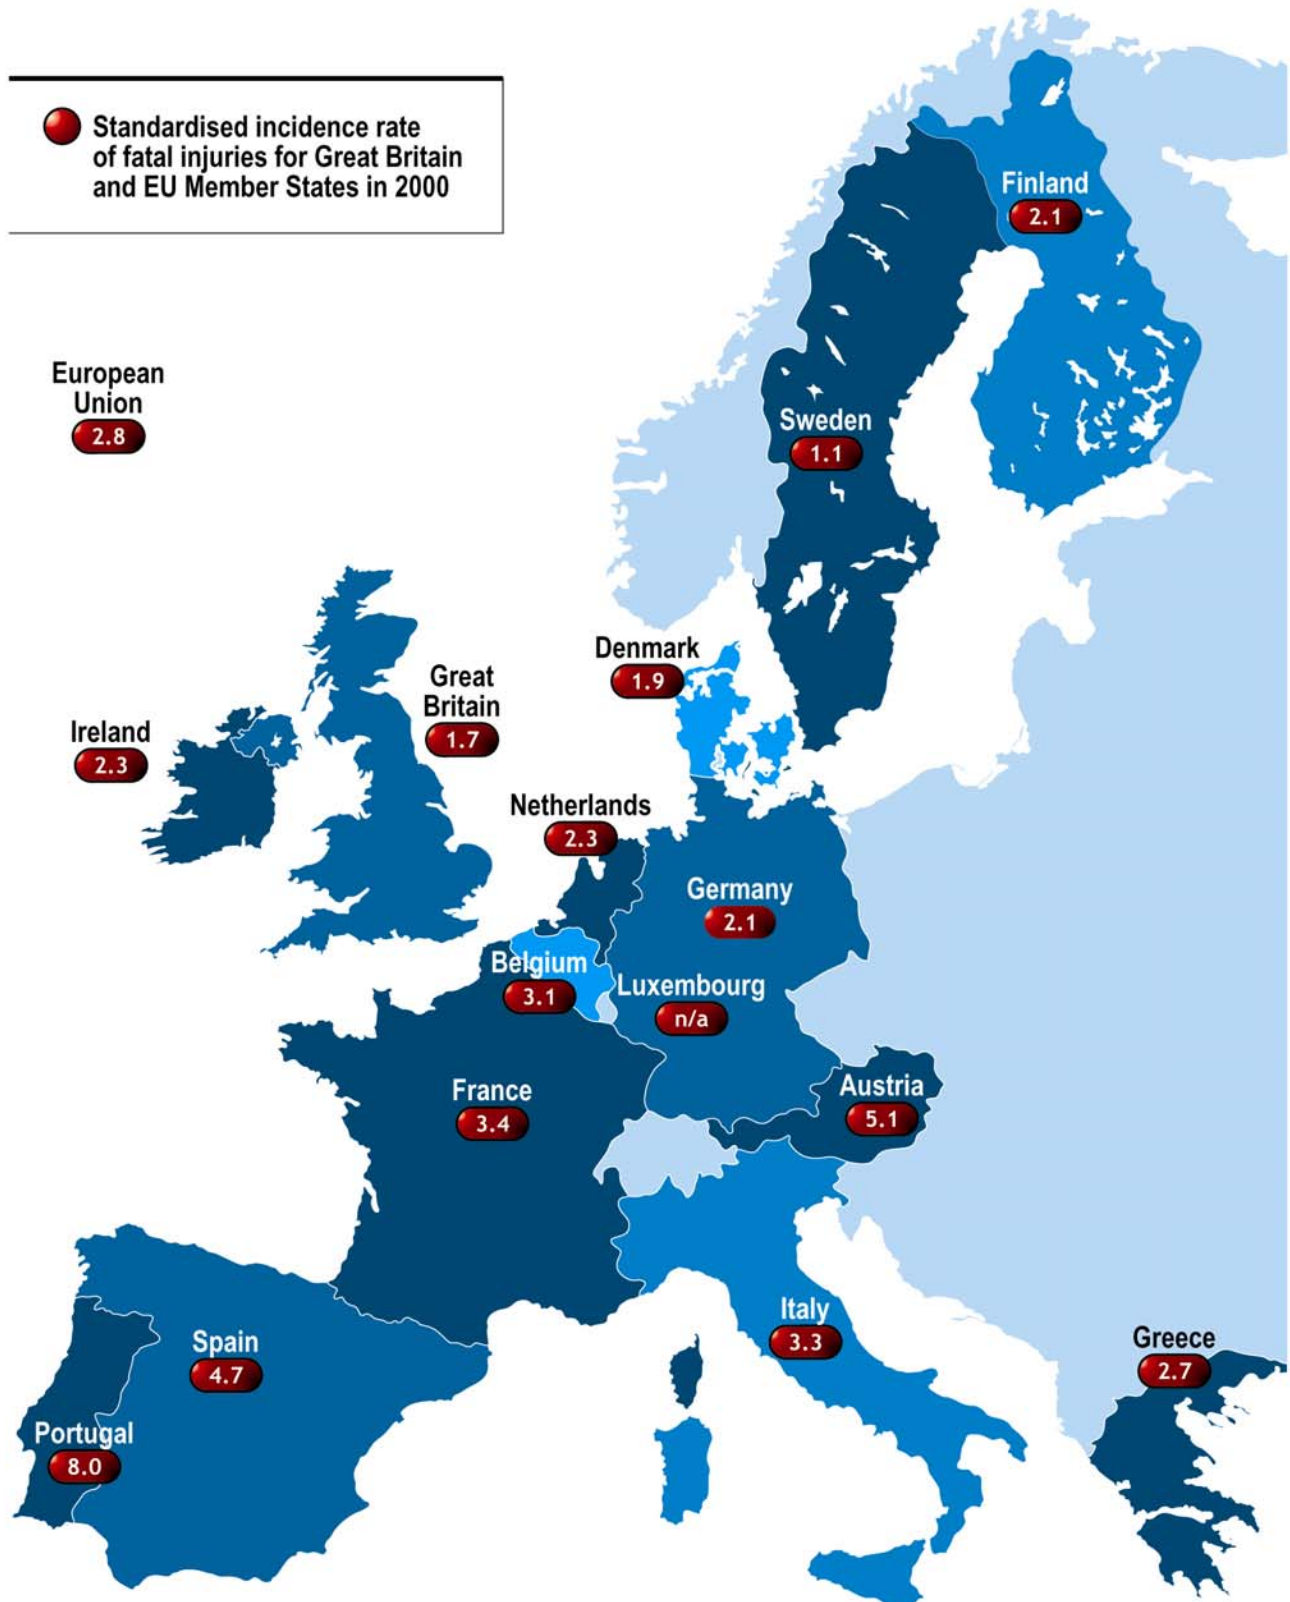 Standardised incidence rate
of fatal injuries for Great Britain
and EU Member States in 2000
Finland
2.1
European
Union
2.8
Sweden
1.1
Denmark
1.9
Great
Britain
1.7
Ireland
2.3
Netherlands
2.3
Germany
2.1
Belgium
3.1
Luxembourg
n/a
France
3.4
Austria
5.1
Italy
3.3
Greece
2.7
Spain
4.7
Portugal
8.0